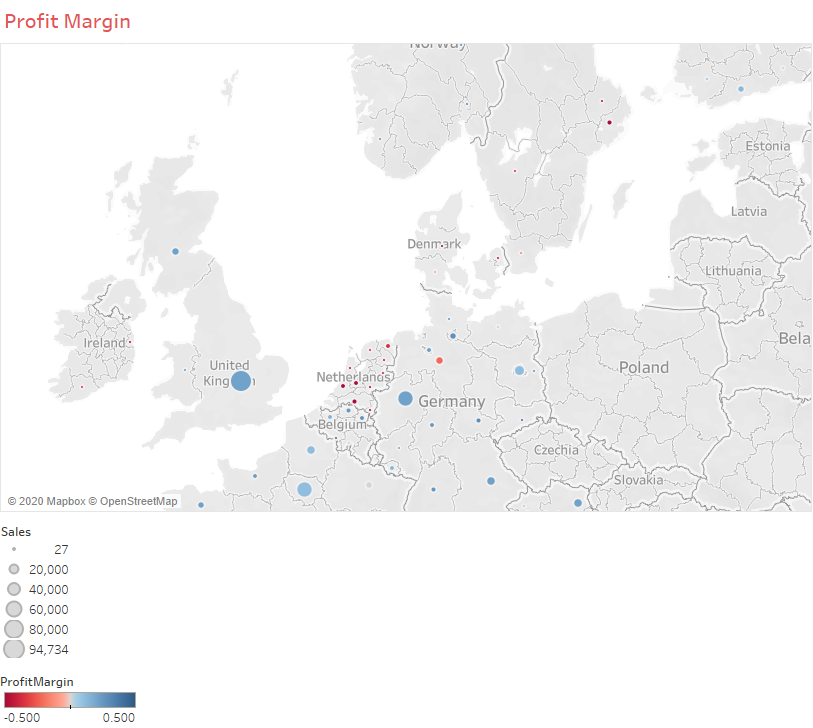 Profit Margin
Norway
Estonia
Latvia
Denmark
Lithuania
Ireland
United
Kingdom
Netherlands
Poland
Bela
Germany
Belgium
Czechia
Slovakia
© 2020 Mapbox © OpenStreetMap
Sales
27
20,000
40,000
60,000
80,000
94,734
ProfitMargin
-0.500 0.500